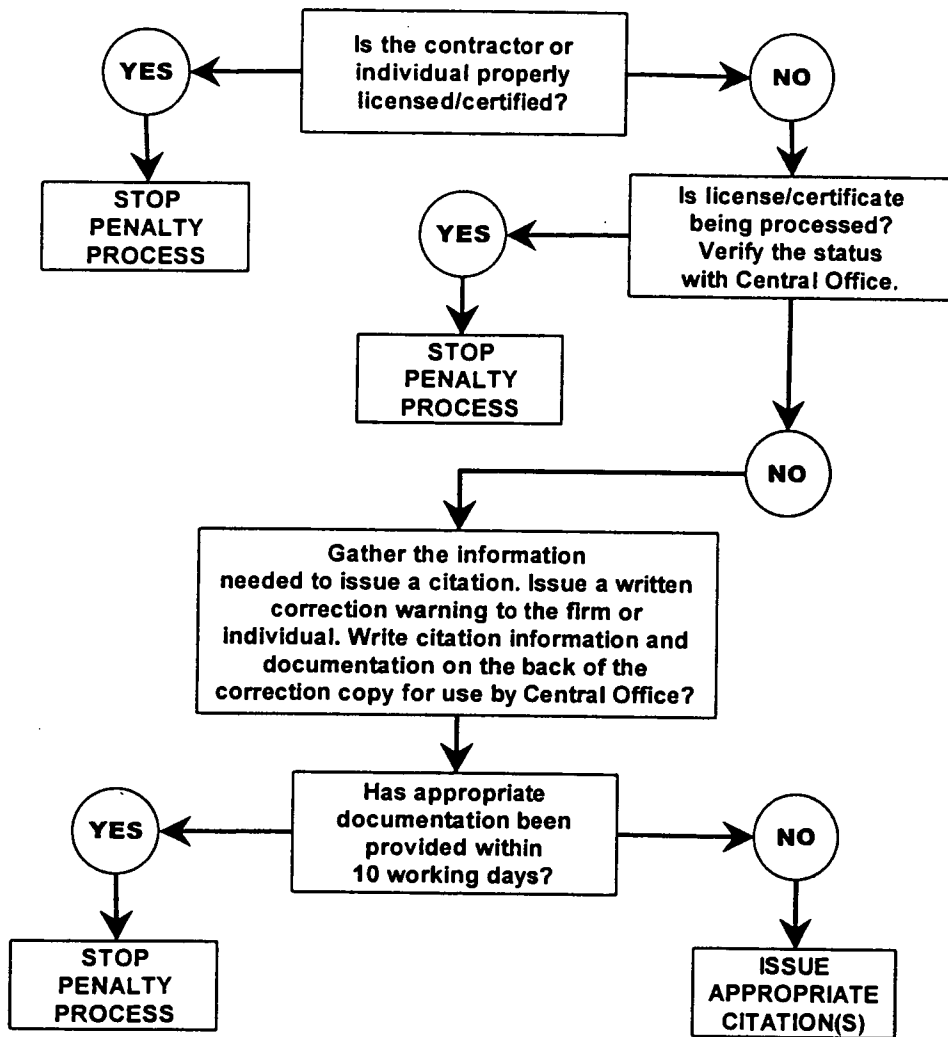 Is the contractor or
individual properly
licensed/certified?
YES
NO
STOP
PENALTY
PROCESS
Is license/certificate
being processed?
Verify the status
with Central Office.
YES
STOP
PENALTY
PROCESS
NO
Gather the information
needed to issue a citation. Issue a written
correction warning to the firm or
individual. Write citation information and
documentation on the back of the
correction copy for use by Central Office?
Has appropriate
documentation been
provided within
10 working days?
YES
NO
STOP
PENALTY
PROCESS
ISSUE
APPROPRIATE
CITATION(S)